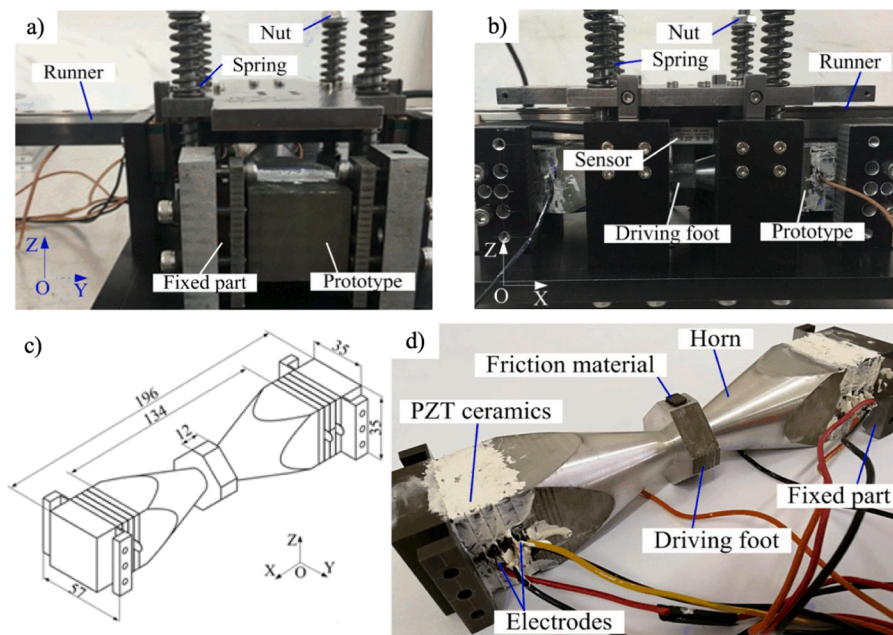 a)
Nut
Spring
Runner
Z
O
Y
Fixed part
Prototype
b)
Nut
Spring
Runner
Sensor
Driving foot
Prototype
Z
O
X
c)
196
134
12
35
35
57
Z
X
O
Y
d)
Horn
Friction material
PZT ceramics
Fixed part
Driving foot
Electrodes